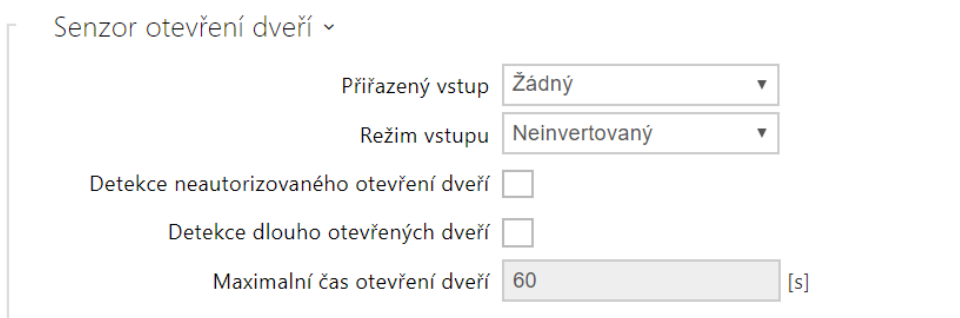 Senzor otevření dveří
Přiřazený vstup Žádný
Režim vstupu Neinvertovaný
Detekce neautorizovaného otevření dveří
Detekce dlouho otevřených dveří
Maximalní čas otevření dveří 60 [s]